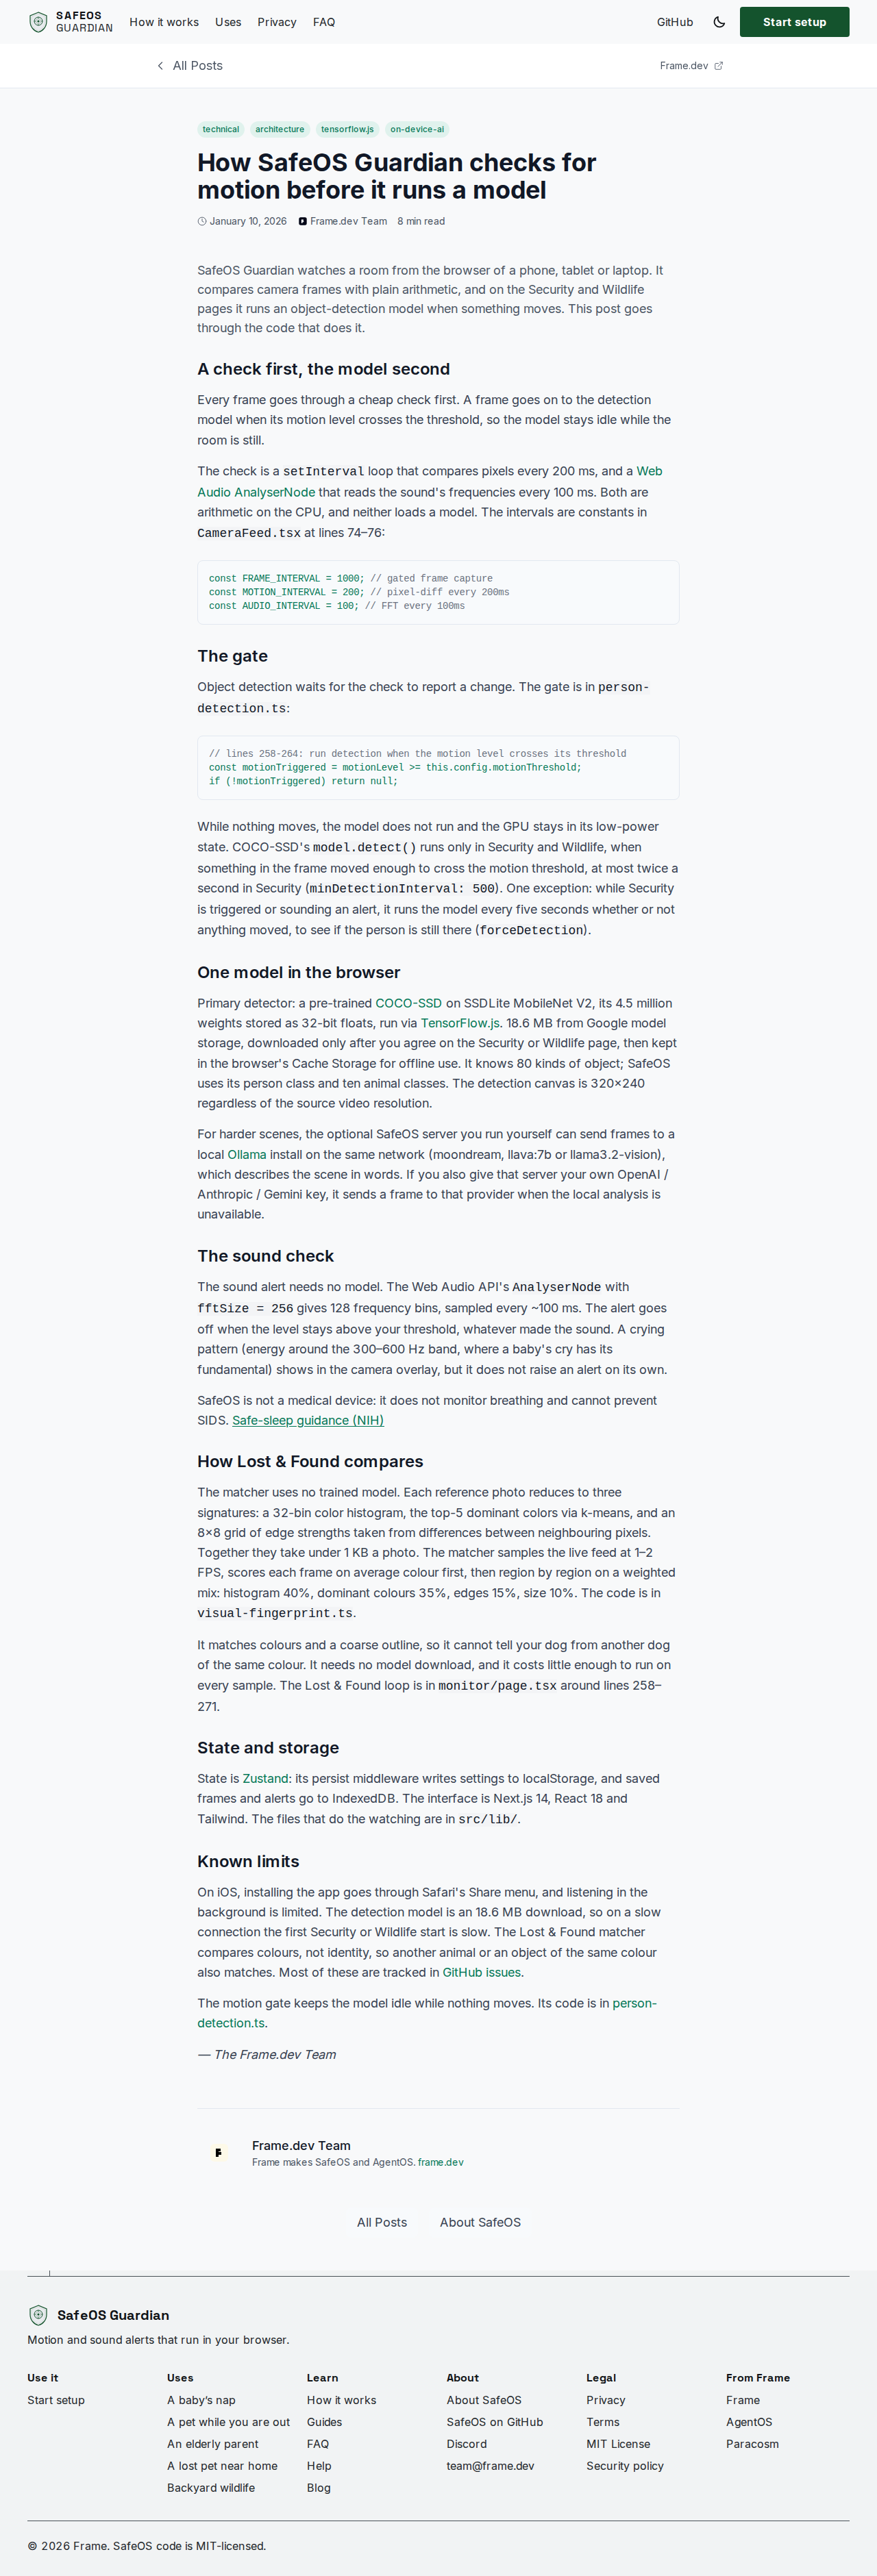 SAFEOS
GUARDIAN
How it works
Uses
Privacy
FAQ
GitHub
Start setup
All Posts
Frame.dev
technical
architecture
tensorflow.js
on-device-ai
How SafeOS Guardian checks for
motion before it runs a model
January 10, 2026
Frame.dev Team
8 min read
SafeOS Guardian watches a room from the browser of a phone, tablet or laptop. It
compares camera frames with plain arithmetic, and on the Security and Wildlife
pages it runs an object-detection model when something moves. This post goes
through the code that does it.
A check first, the model second
Every frame goes through a cheap check first. A frame goes on to the detection
model when its motion level crosses the threshold, so the model stays idle while the
room is still.
The check is a setInterval loop that compares pixels every 200 ms, and a Web
Audio AnalyserNode that reads the sound's frequencies every 100 ms. Both are
arithmetic on the CPU, and neither loads a model. The intervals are constants in
CameraFeed.tsx at lines 74–76:
const FRAME_INTERVAL = 1000; // gated frame capture
const MOTION_INTERVAL = 200; // pixel-diff every 200ms
const AUDIO_INTERVAL = 100; // FFT every 100ms
The gate
Object detection waits for the check to report a change. The gate is in person-
detection.ts:
// lines 258-264: run detection when the motion level crosses its threshold
const motionTriggered = motionLevel >= this.config.motionThreshold;
if (!motionTriggered) return null;
While nothing moves, the model does not run and the GPU stays in its low-power
state. COCO-SSD's model.detect() runs only in Security and Wildlife, when
something in the frame moved enough to cross the motion threshold, at most twice a
second in Security (minDetectionInterval: 500). One exception: while Security
is triggered or sounding an alert, it runs the model every five seconds whether or not
anything moved, to see if the person is still there (forceDetection).
One model in the browser
Primary detector: a pre-trained COCO-SSD on SSDLite MobileNet V2, its 4.5 million
weights stored as 32-bit floats, run via TensorFlow.js. 18.6 MB from Google model
storage, downloaded only after you agree on the Security or Wildlife page, then kept
in the browser's Cache Storage for offline use. It knows 80 kinds of object; SafeOS
uses its person class and ten animal classes. The detection canvas is 320×240
regardless of the source video resolution.
For harder scenes, the optional SafeOS server you run yourself can send frames to a
local Ollama install on the same network (moondream, llava:7b or llama3.2-vision),
which describes the scene in words. If you also give that server your own OpenAI /
Anthropic / Gemini key, it sends a frame to that provider when the local analysis is
unavailable.
The sound check
The sound alert needs no model. The Web Audio API's AnalyserNode with
fftSize = 256 gives 128 frequency bins, sampled every ~100 ms. The alert goes
off when the level stays above your threshold, whatever made the sound. A crying
pattern (energy around the 300–600 Hz band, where a baby's cry has its
fundamental) shows in the camera overlay, but it does not raise an alert on its own.
SafeOS is not a medical device: it does not monitor breathing and cannot prevent
SIDS. Safe-sleep guidance (NIH)
How Lost & Found compares
The matcher uses no trained model. Each reference photo reduces to three
signatures: a 32-bin color histogram, the top-5 dominant colors via k-means, and an
8×8 grid of edge strengths taken from differences between neighbouring pixels.
Together they take under 1 KB a photo. The matcher samples the live feed at 1–2
FPS, scores each frame on average colour first, then region by region on a weighted
mix: histogram 40%, dominant colours 35%, edges 15%, size 10%. The code is in
visual-fingerprint.ts.
It matches colours and a coarse outline, so it cannot tell your dog from another dog
of the same colour. It needs no model download, and it costs little enough to run on
every sample. The Lost & Found loop is in monitor/page.tsx around lines 258–
271.
State and storage
State is Zustand: its persist middleware writes settings to localStorage, and saved
frames and alerts go to IndexedDB. The interface is Next.js 14, React 18 and
Tailwind. The files that do the watching are in src/lib/.
Known limits
On iOS, installing the app goes through Safari's Share menu, and listening in the
background is limited. The detection model is an 18.6 MB download, so on a slow
connection the first Security or Wildlife start is slow. The Lost & Found matcher
compares colours, not identity, so another animal or an object of the same colour
also matches. Most of these are tracked in GitHub issues.
The motion gate keeps the model idle while nothing moves. Its code is in person-
detection.ts.
— The Frame.dev Team
Frame.dev Team
Frame makes SafeOS and AgentOS. frame.dev
All Posts
About SafeOS
SafeOS Guardian
Motion and sound alerts that run in your browser.
Use it
Start setup
Uses
A baby's nap
A pet while you are out
An elderly parent
A lost pet near home
Backyard wildlife
Learn
How it works
Guides
FAQ
Help
Blog
About
About SafeOS
SafeOS on GitHub
Discord
team@frame.dev
Legal
Privacy
Terms
MIT License
Security policy
From Frame
Frame
AgentOS
Paracosm
© 2026 Frame. SafeOS code is MIT-licensed.